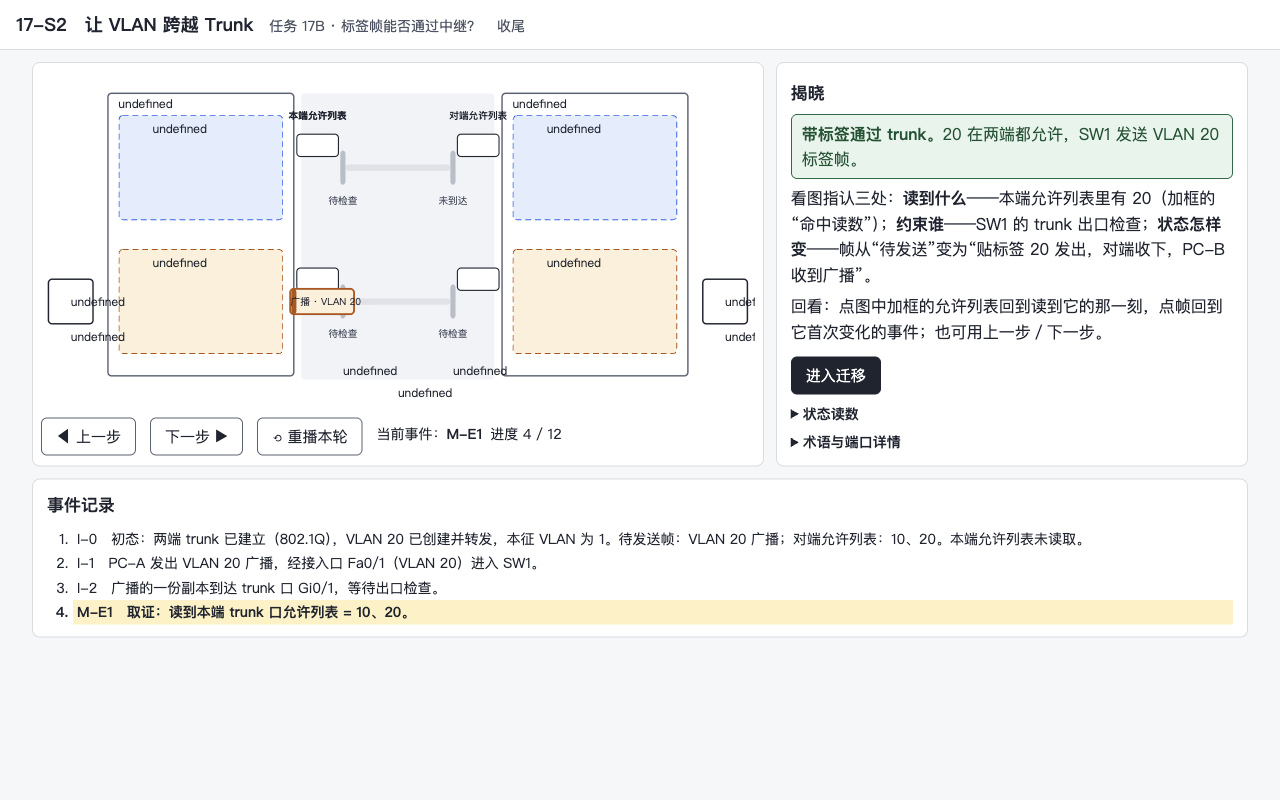 17–S2 让 VLAN 跨越 Trunk 任务 17B · 标签帧能否通过中继? 收尾
undefined
undefined
本端允许列表
对端允许列表
undefined
undefined
待检查
未到达
undefined
undefined
广播 · VLAN 20
待检查
待检查
undefined
undefined
undef
undef
undefined
undefined
undefined
◀ 上一步
下一步 ▶
⟲ 重播本轮
当前事件：M–E1 进度 4 / 12
揭晓
带标签通过 trunk。20 在两端都允许，SW1 发送 VLAN 20
标签帧。
看图指认三处：读到什么——本端允许列表里有 20（加框的
“命中读数”）；约束谁——SW1 的 trunk 出口检查；状态怎样
变——帧从“待发送”变为“贴标签 20 发出，对端收下，PC–B
收到广播”。
回看：点图中加框的允许列表回到读到它的那一刻，点帧回到
它首次变化的事件；也可用上一步 / 下一步。
进入迁移
▶ 状态读数
▶ 术语与端口详情
事件记录
1. I–0 初态：两端 trunk 已建立（802.1Q），VLAN 20 已创建并转发，本征 VLAN 为 1。待发送帧：VLAN 20 广播；对端允许列表：10、20。本端允许列表未读取。
2. I–1 PC–A 发出 VLAN 20 广播，经接入口 Fa0/1（VLAN 20）进入 SW1。
3. I–2 广播的一份副本到达 trunk 口 Gi0/1，等待出口检查。
4. M–E1 取证：读到本端 trunk 口允许列表 = 10、20。